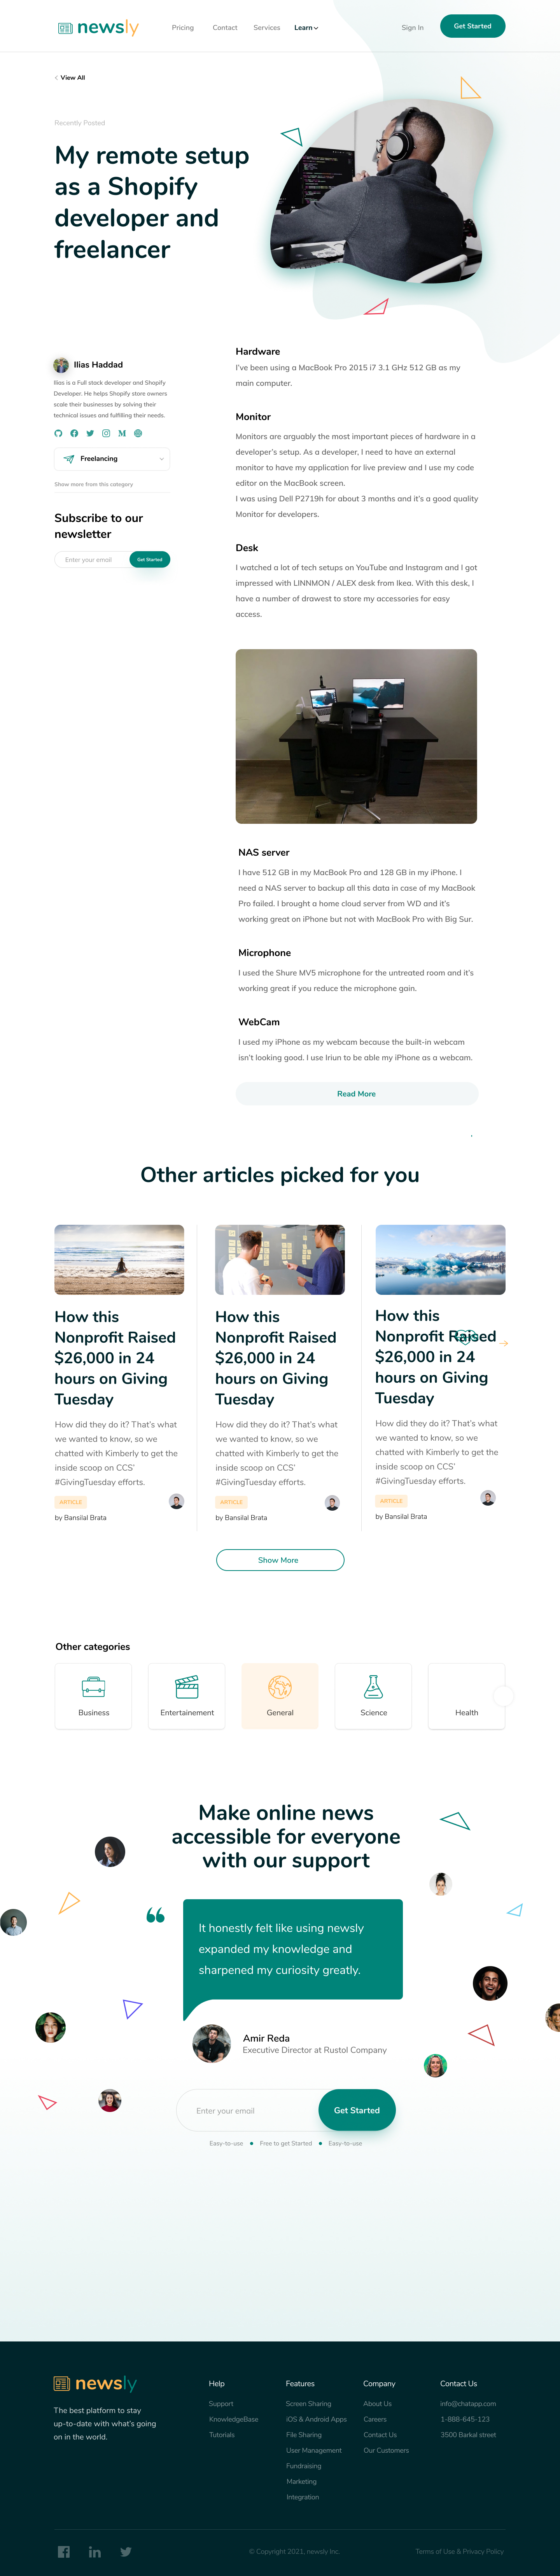 newsly
Pricing
Contact
Services
Learn
Sign In
Get Started
View All
Recently Posted
My remote setup
as a Shopify
developer and
freelancer
Ilias Haddad
Ilias is a Full stack developer and Shopify
Developer. He helps Shopify store owners
scale their businesses by solving their
technical issues and fulfilling their needs.
Freelancing
Show more from this category
Subscribe to our
newsletter
Enter your email
Get Started
Hardware
I've been using a MacBook Pro 2015 i7 3.1 GHz 512 GB as my
main computer.
Monitor
Monitors are arguably the most important pieces of hardware in a
developer's setup. As a developer, I need to have an external
monitor to have my application for live preview and I use my code
editor on the MacBook screen.
I was using Dell P2719h for about 3 months and it's a good quality
Monitor for developers.
Desk
I watched a lot of tech setups on YouTube and Instagram and I got
impressed with LINNMON / ALEX desk from Ikea. With this desk, I
have a number of drawest to store my accessories for easy
access.
NAS server
I have 512 GB in my MacBook Pro and 128 GB in my iPhone. I
need a NAS server to backup all this data in case of my MacBook
Pro failed. I brought a home cloud server from WD and it's
working great on iPhone but not with MacBook Pro with Big Sur.
Microphone
I used the Shure MV5 microphone for the untreated room and it's
working great if you reduce the microphone gain.
WebCam
I used my iPhone as my webcam because the built-in webcam
isn't looking good. I use Iriun to be able my iPhone as a webcam.
Read More
Other articles picked for you
How this
Nonprofit Raised
$26,000 in 24
hours on Giving
Tuesday
How did they do it? That's what
we wanted to know, so we
chatted with Kimberly to get the
inside scoop on CCS'
#GivingTuesday efforts.
ARTICLE
by Bansilal Brata
How this
Nonprofit Raised
$26,000 in 24
hours on Giving
Tuesday
How did they do it? That's what
we wanted to know, so we
chatted with Kimberly to get the
inside scoop on CCS'
#GivingTuesday efforts.
ARTICLE
by Bansilal Brata
How this
Nonprofit Raised
$26,000 in 24
hours on Giving
Tuesday
How did they do it? That's what
we wanted to know, so we
chatted with Kimberly to get the
inside scoop on CCS'
#GivingTuesday efforts.
ARTICLE
by Bansilal Brata
Show More
Other categories
Business
Entertainement
General
Science
Health
Make online news
accessible for everyone
with our support
It honestly felt like using newsly
expanded my knowledge and
sharpened my curiosity greatly.
Amir Reda
Executive Director at Rustol Company
Enter your email
Get Started
Easy-to-use
Free to get Started
Easy-to-use
newsly
The best platform to stay
up-to-date with what's going
on in the world.
Help
Support
KnowledgeBase
Tutorials
Features
Screen Sharing
iOS & Android Apps
File Sharing
User Management
Fundraising
Marketing
Integration
Company
About Us
Careers
Contact Us
Our Customers
Contact Us
info@chatapp.com
1-888-645-123
3500 Barkal street
© Copyright 2021, newsly Inc.
Terms of Use & Privacy Policy